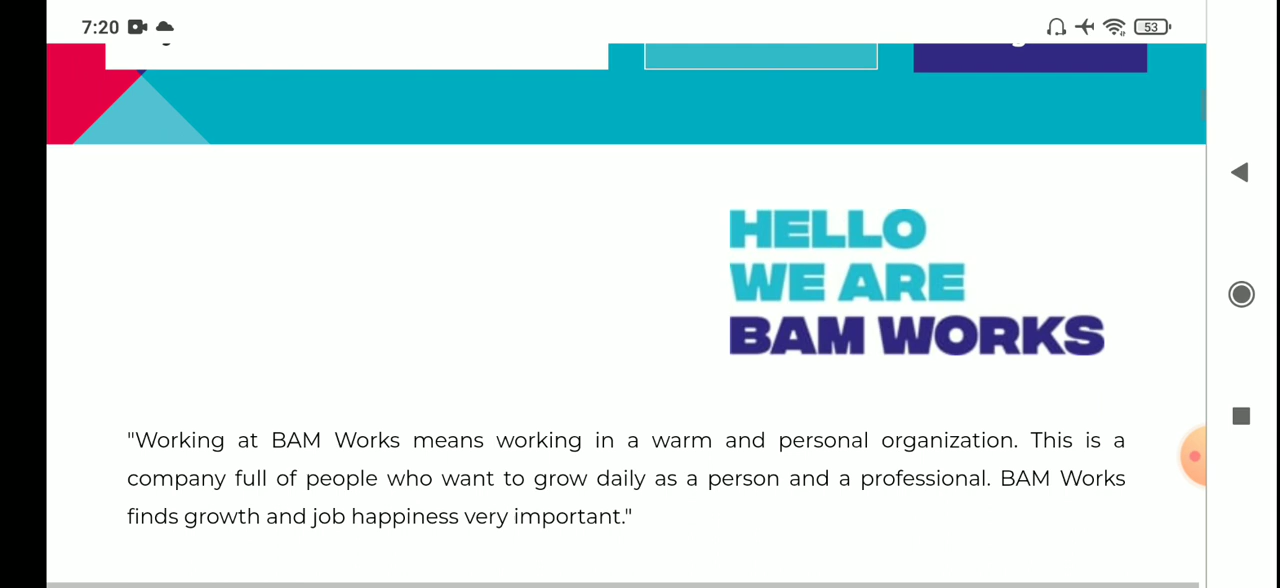 7:20
53
HELLO
WE ARE
BAM WORKS
"Working at BAM Works means working in a warm and personal organization. This is a
company full of people who want to grow daily as a person and a professional. BAM Works
finds growth and job happiness very important."